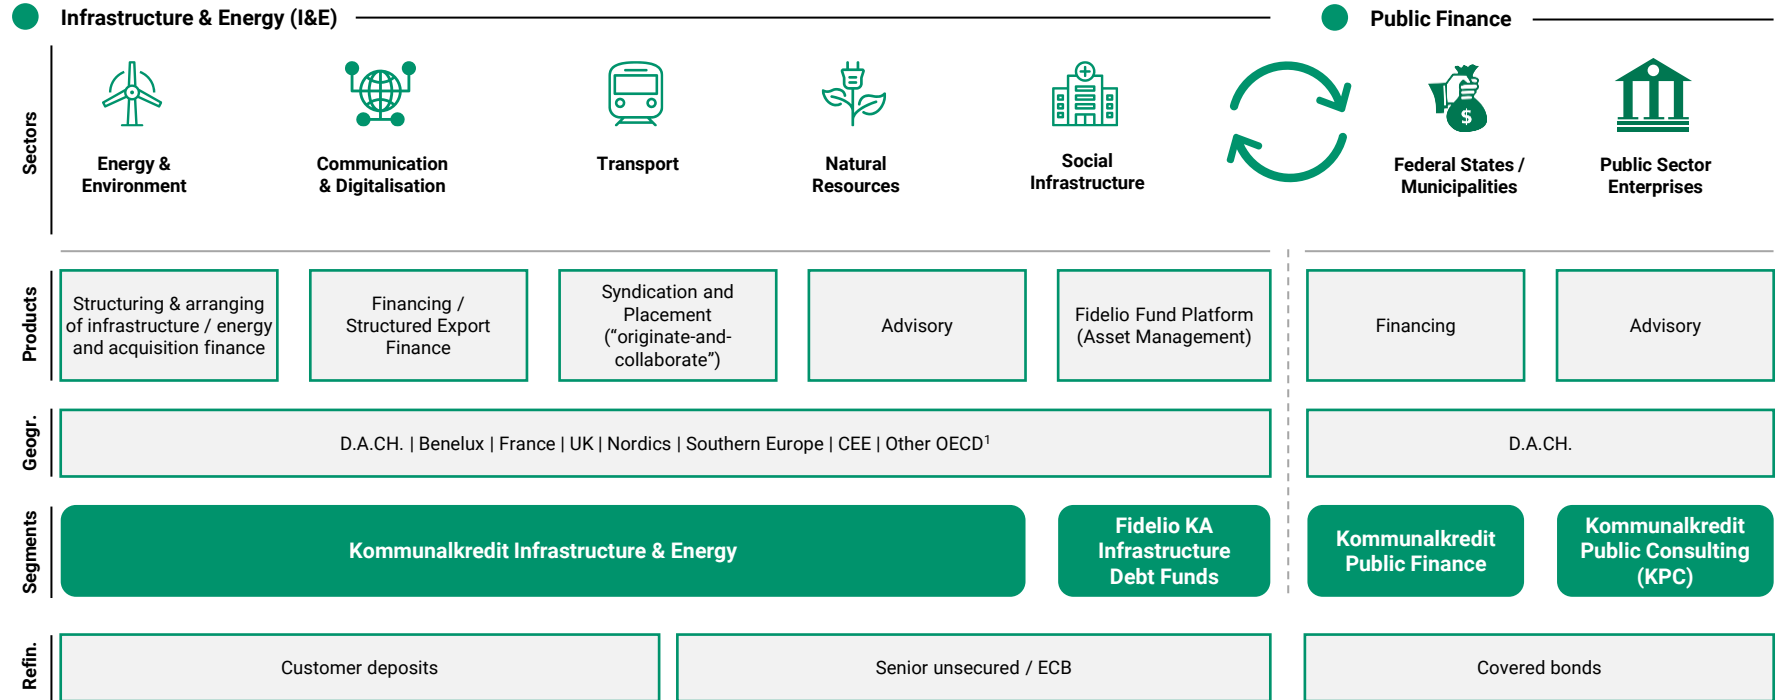 Infrastructure & Energy (I&E)
Public Finance
Sectors
Energy &
Environment
Communication
& Digitalisation
Transport
Natural
Resources
Social
Infrastructure
$
Federal States /
Municipalities
Public Sector
Enterprises
Products
Structuring & arranging
of infrastructure / energy
and acquisition finance
Financing /
Structured Export
Finance
Syndication and
Placement
(“originate-and-
collaborate”)
Advisory
Fidelio Fund Platform
(Asset Management)
Financing
Advisory
Geogr.
D.A.CH. | Benelux | France | UK | Nordics | Southern Europe | CEE | Other OECD¹
D.A.CH.
Segments
Kommunalkredit Infrastructure & Energy
Fidelio KA
Infrastructure
Debt Funds
Kommunalkredit
Public Finance
Kommunalkredit
Public Consulting
(KPC)
Refin.
Customer deposits
Senior unsecured / ECB
Covered bonds